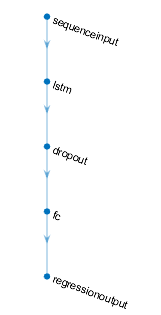 sequenceinput
lstm
dropout
fc
regressionoutput